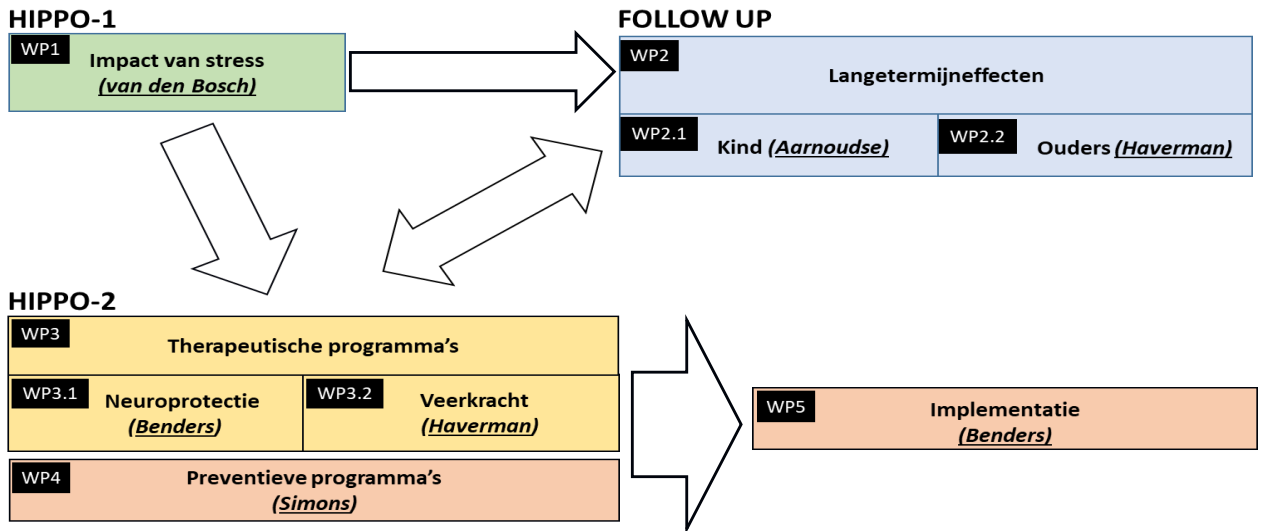 HIPPO-1
WP1
Impact van stress
(van den Bosch)
FOLLOW UP
WP2
Langetermijneffecten
WP2.1
Kind (Aarnoudse)
WP2.2
Ouders (Haverman)
HIPPO-2
WP3
Therapeutische programma's
WP3.1
Neuroprotectie
(Benders)
WP3.2
Veerkracht
(Haverman)
WP4
Preventieve programma's
(Simons)
WP5
Implementatie
(Benders)